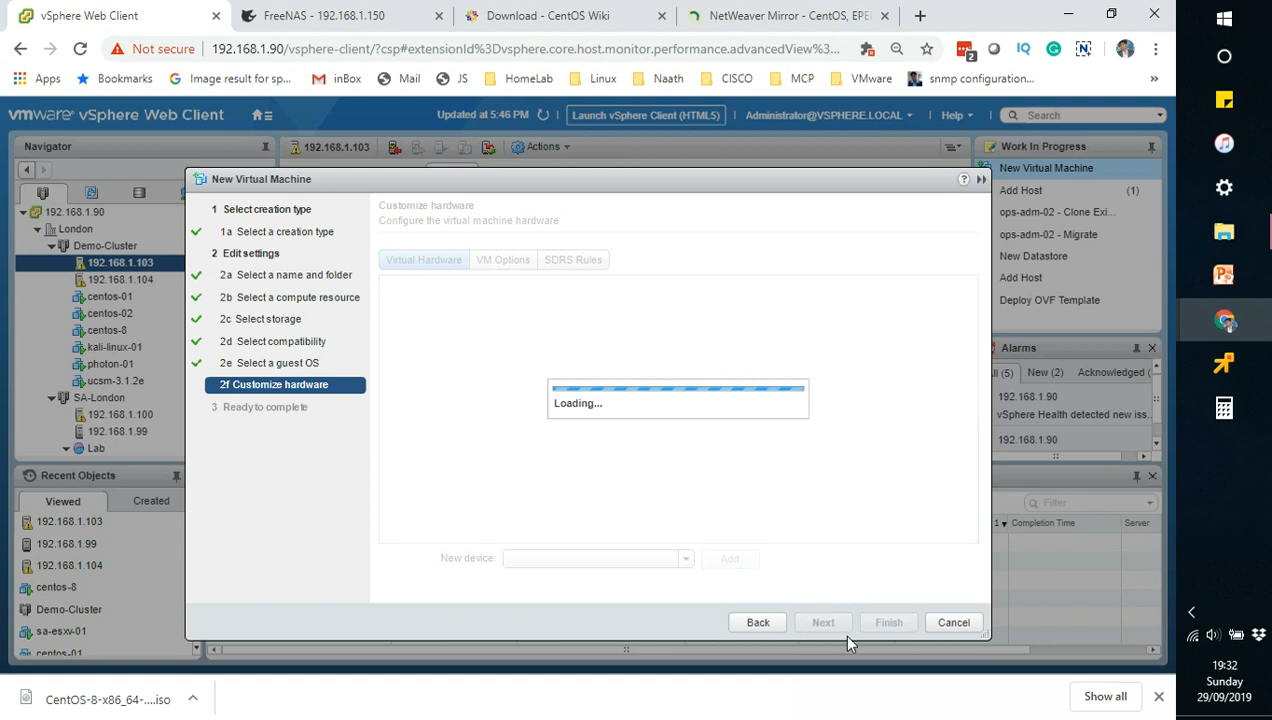 vSphere Web Client
FreeNAS - 192.168.1.150
Download - CentOS Wiki
NetWeaver Mirror - CentOS, EPE
Not secure
192.168.1.90/vsphere-client/?csp#extensionId%3Dvsphere.core.host.monitor.performance.advancedView%3...
2
IQ
Apps
Bookmarks
Image result for sp...
inBox
Mail
JS
HomeLab
Linux
Naath
CISCO
MCP
VMware
snmp configuration...
»
vmware vSphere Web Client
Updated at 5:46 PM
Launch vSphere Client (HTML5)
Administrator@VSPHERE.LOCAL
Help
Search
Navigator
192.168.1.103
Actions
Work In Progress
New Virtual Machine
Add Host (1)
ops-adm-02 - Clone Exi...
ops-adm-02 - Migrate
New Datastore
Add Host
Deploy OVF Template
192.168.1.90
London
Demo-Cluster
192.168.1.103
192.168.1.104
centos-01
centos-02
centos-8
kali-linux-01
photon-01
ucsm-3.1.2e
SA-London
192.168.1.100
192.168.1.99
Lab
New Virtual Machine
1 Select creation type
1a Select a creation type
2 Edit settings
2a Select a name and folder
2b Select a compute resource
2c Select storage
2d Select compatibility
2e Select a guest OS
2f Customize hardware
3 Ready to complete
Customize hardware
Configure the virtual machine hardware
Virtual Hardware
VM Options
SDRS Rules
Loading...
New device:
Add
Back
Next
Finish
Cancel
Alarms
(5)
New (2)
Acknowledged (
192.168.1.90
vSphere Health detected new iss...
192.168.1.90
Recent Objects
Viewed
Created
192.168.1.103
192.168.1.99
192.168.1.104
centos-8
Demo-Cluster
sa-esxv-01
centos-01
Filter
Completion Time
Server
CentOS-8-x86_64-....iso
Show all
19:32
Sunday
29/09/2019